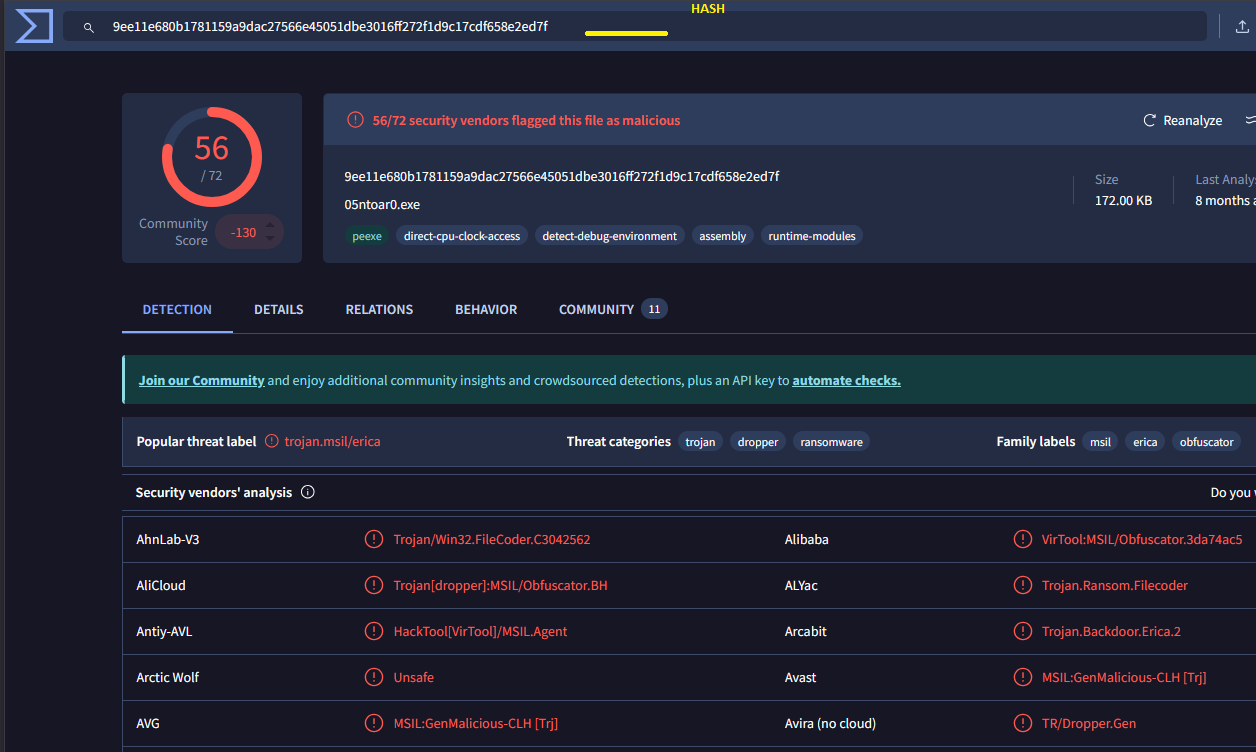 HASH
9ee11e680b1781159a9dac27566e45051dbe3016ff272f1d9c17cdf658e2ed7f
56
/ 72
Community
Score
-130
56/72 security vendors flagged this file as malicious
Reanalyze
9ee11e680b1781159a9dac27566e45051dbe3016ff272f1d9c17cdf658e2ed7f
05ntoar0.exe
peexe direct-cpu-clock-access detect-debug-environment assembly runtime-modules
Size
172.00 KB
Last Analys
8 months a
DETECTION DETAILS RELATIONS BEHAVIOR COMMUNITY 11
Join our Community and enjoy additional community insights and crowdsourced detections, plus an API key to automate checks.
Popular threat label trojan.msil/erica Threat categories trojan dropper ransomware Family labels msil erica obfuscator
Security vendors' analysis Do you w
AhnLab-V3 Trojan/Win32.FileCoder.C3042562 Alibaba VirTool:MSIL/Obfuscator.3da74ac5
AliCloud Trojan[dropper]:MSIL/Obfuscator.BH ALYac Trojan.Ransom.Filecoder
Antiy-AVL HackTool[VirTool]/MSIL.Agent Arcabit Trojan.Backdoor.Erica.2
Arctic Wolf Unsafe Avast MSIL:GenMalicious-CLH [Trj]
AVG MSIL:GenMalicious-CLH [Trj] Avira (no cloud) TR/Dropper.Gen